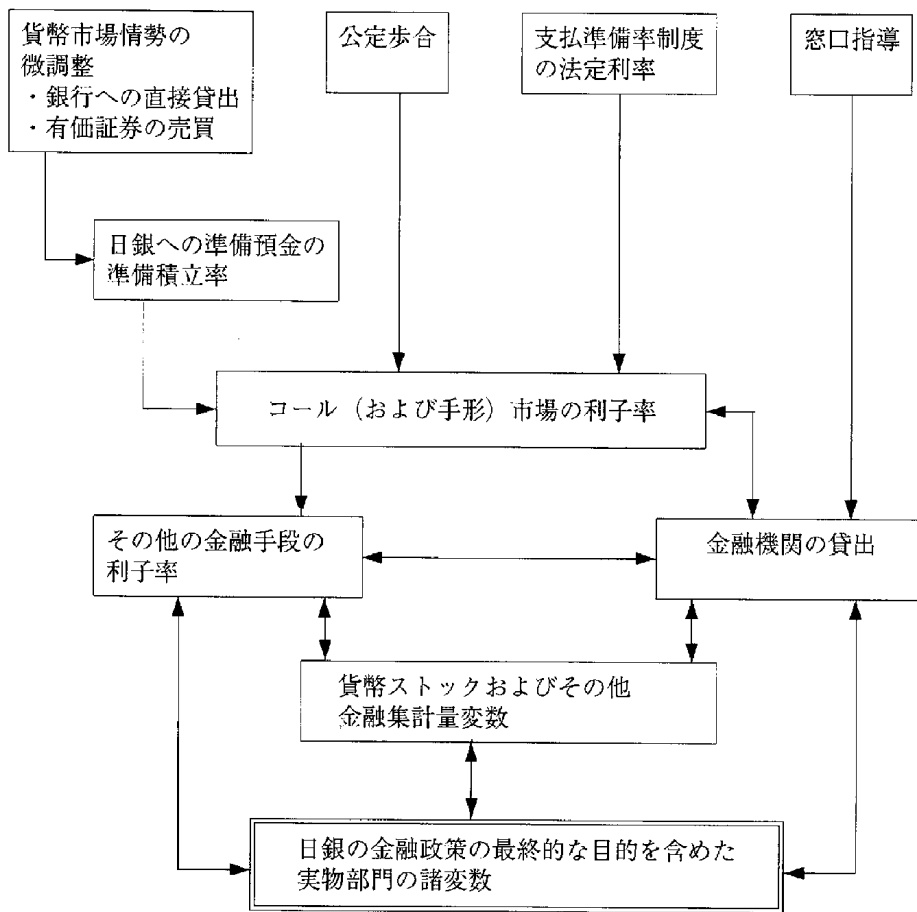 貨幣市場情勢の
微調整
・銀行への直接貸出
・有価証券の売買
公定歩合
支払準備率制度
の法定利率
窓口指導
日銀への準備預金の
準備積立率
コール（および手形）市場の利子率
その他の金融手段の
利子率
金融機関の貸出
貨幣ストックおよびその他
金融集計量変数
日銀の金融政策の最終的な目的を含めた
実物部門の諸変数